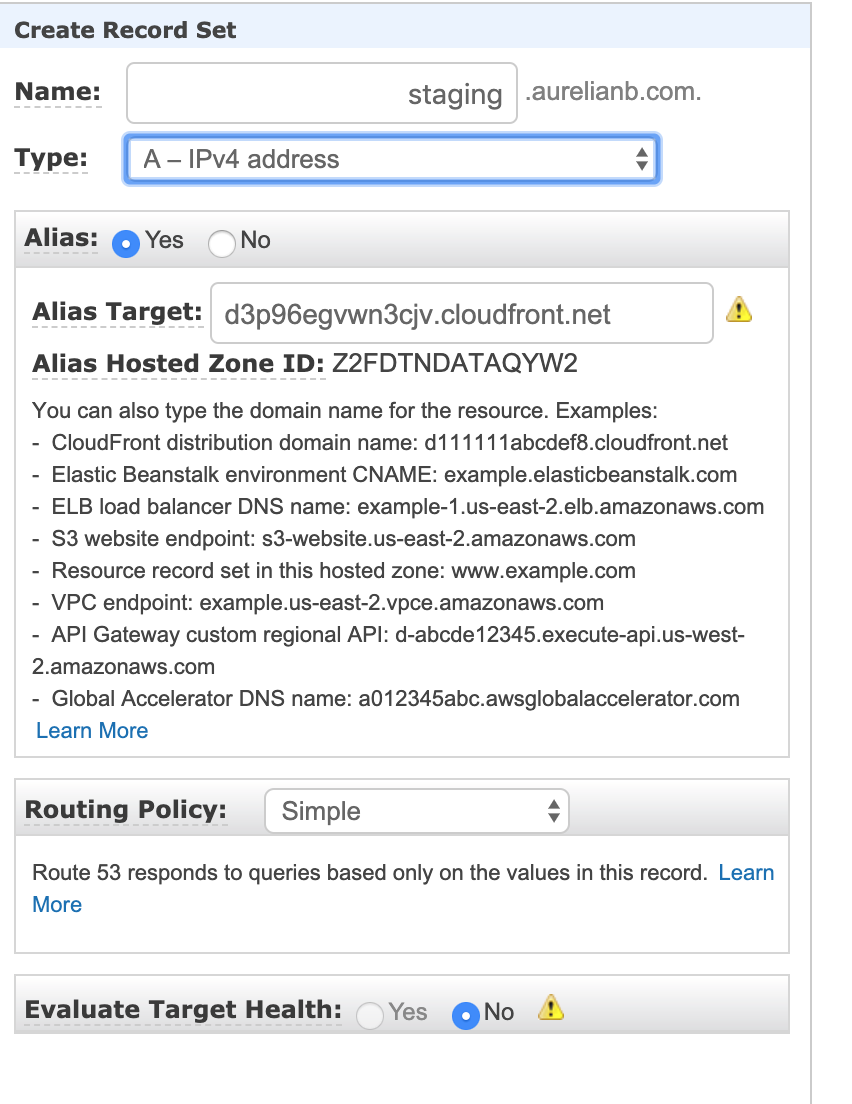 Create Record Set
Name: staging .aurelianb.com.
Type: A – IPv4 address
Alias: Yes No
Alias Target: d3p96egvwn3cjv.cloudfront.net
Alias Hosted Zone ID: Z2FDTNDATAQYW2
You can also type the domain name for the resource. Examples:
- CloudFront distribution domain name: d111111abcdef8.cloudfront.net
- Elastic Beanstalk environment CNAME: example.elasticbeanstalk.com
- ELB load balancer DNS name: example-1.us-east-2.elb.amazonaws.com
- S3 website endpoint: s3-website.us-east-2.amazonaws.com
- Resource record set in this hosted zone: www.example.com
- VPC endpoint: example.us-east-2.vpce.amazonaws.com
- API Gateway custom regional API: d-abcde12345.execute-api.us-west-
2.amazonaws.com
- Global Accelerator DNS name: a012345abc.awsglobalaccelerator.com
Learn More
Routing Policy: Simple
Route 53 responds to queries based only on the values in this record. Learn
More
Evaluate Target Health: Yes No